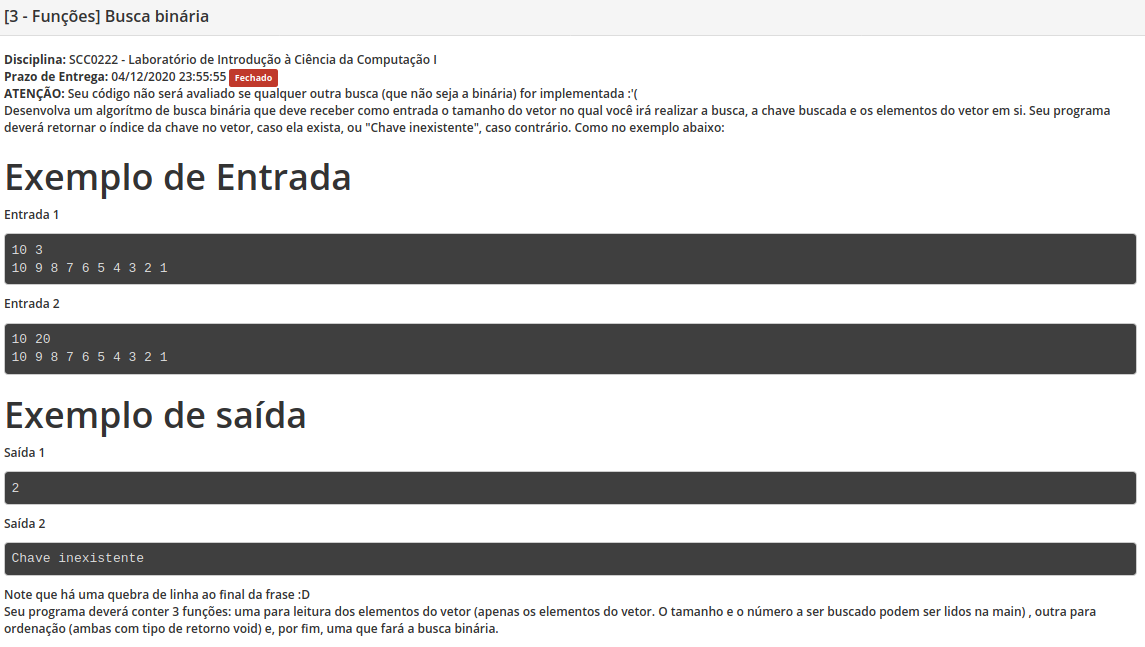 [3 - Funções] Busca binária
Disciplina: SCC0222 - Laboratório de Introdução à Ciência da Computação I
Prazo de Entrega: 04/12/2020 23:55:55 Fechado
ATENÇÃO: Seu código não será avaliado se qualquer outra busca (que não seja a binária) for implementada :'(
Desenvolva um algorítmo de busca binária que deve receber como entrada o tamanho do vetor no qual você irá realizar a busca, a chave buscada e os elementos do vetor em si. Seu programa
deverá retornar o índice da chave no vetor, caso ela exista, ou "Chave inexistente", caso contrário. Como no exemplo abaixo:
Exemplo de Entrada
Entrada 1
10 3
10 9 8 7 6 5 4 3 2 1
Entrada 2
10 20
10 9 8 7 6 5 4 3 2 1
Exemplo de saída
Saída 1
2
Saída 2
Chave inexistente
Note que há uma quebra de linha ao final da frase :D
Seu programa deverá conter 3 funções: uma para leitura dos elementos do vetor (apenas os elementos do vetor. O tamanho e o número a ser buscado podem ser lidos na main) , outra para
ordenação (ambas com tipo de retorno void) e, por fim, uma que fará a busca binária.